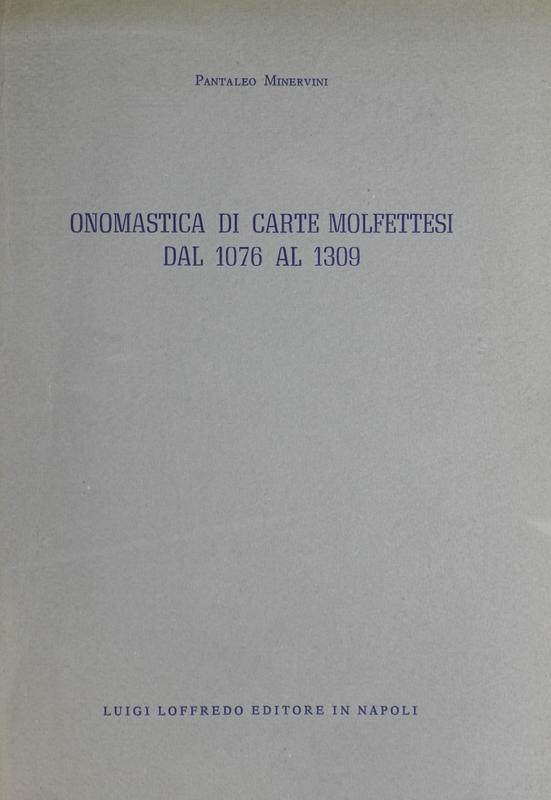 Pantaleo Minervini
ONOMASTICA DI CARTE MOLFETTESI
DAL 1076 AL 1309
LUIGI LOFFREDO EDITORE IN NAPOLI